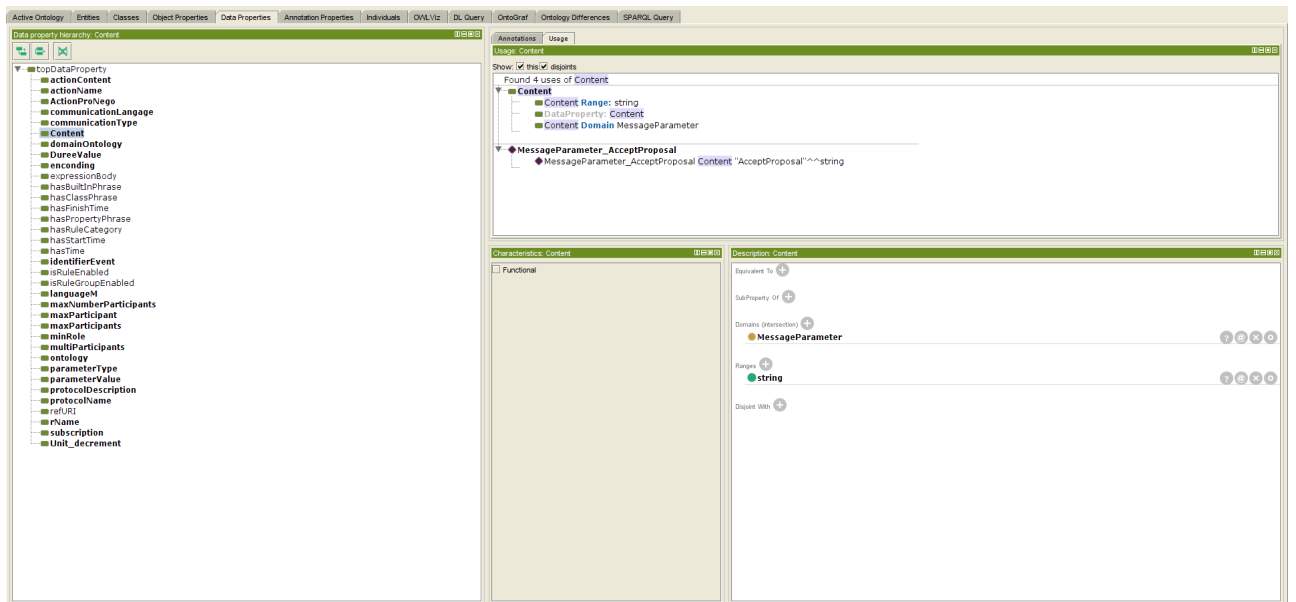 Active Ontology Entities Classes Object Properties Data Properties Annotation Properties Individuals OWLViz DL Query OntoGraf Ontology Differences SPARQL Query
Data property hierarchy: Content
topDataProperty
actionContent
actionName
ActionProNego
communicationLangage
communicationType
Content
domainOntology
DureeValue
enconding
expressionBody
hasBuiltInPhrase
hasClassPhrase
hasFinishTime
hasPropertyPhrase
hasRuleCategory
hasStartTime
hasTime
identifierEvent
isRuleEnabled
isRuleGroupEnabled
languageM
maxNumberParticipants
maxParticipant
maxParticipants
minRole
multiParticipants
ontology
parameterType
parameterValue
protocolDescription
protocolName
refURI
rName
subscription
Unit_decrement
Annotations Usage
Usage: Content
Show: this disjoints
Found 4 uses of Content
Content
Content Range: string
DataProperty: Content
Content Domain MessageParameter
MessageParameter_AcceptProposal
MessageParameter_AcceptProposal Content "AcceptProposal"^^string
Characteristics: Content
Functional
Description: Content
Equivalent To
SubProperty Of
Domains (intersection)
MessageParameter
Ranges
string
Disjoint With